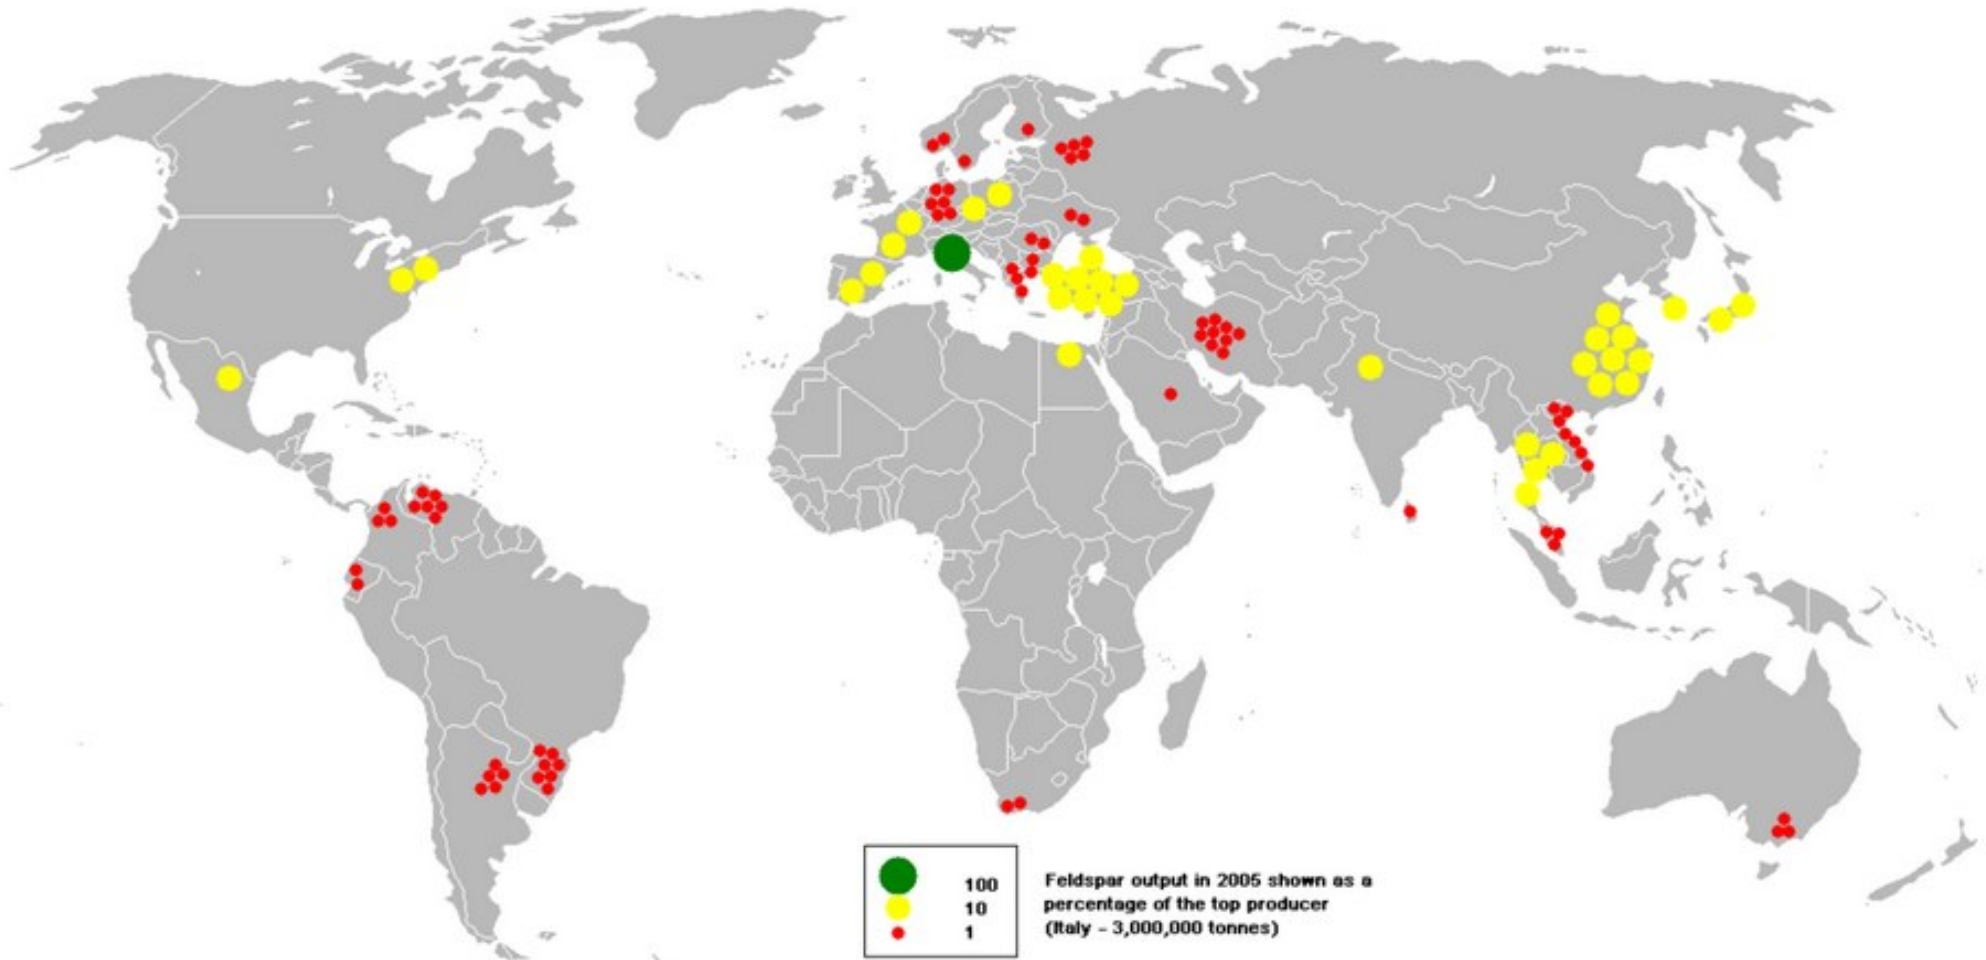 100
10
1
Feldspar output in 2005 shown as a
percentage of the top producer
(Italy - 3,000,000 tonnes)